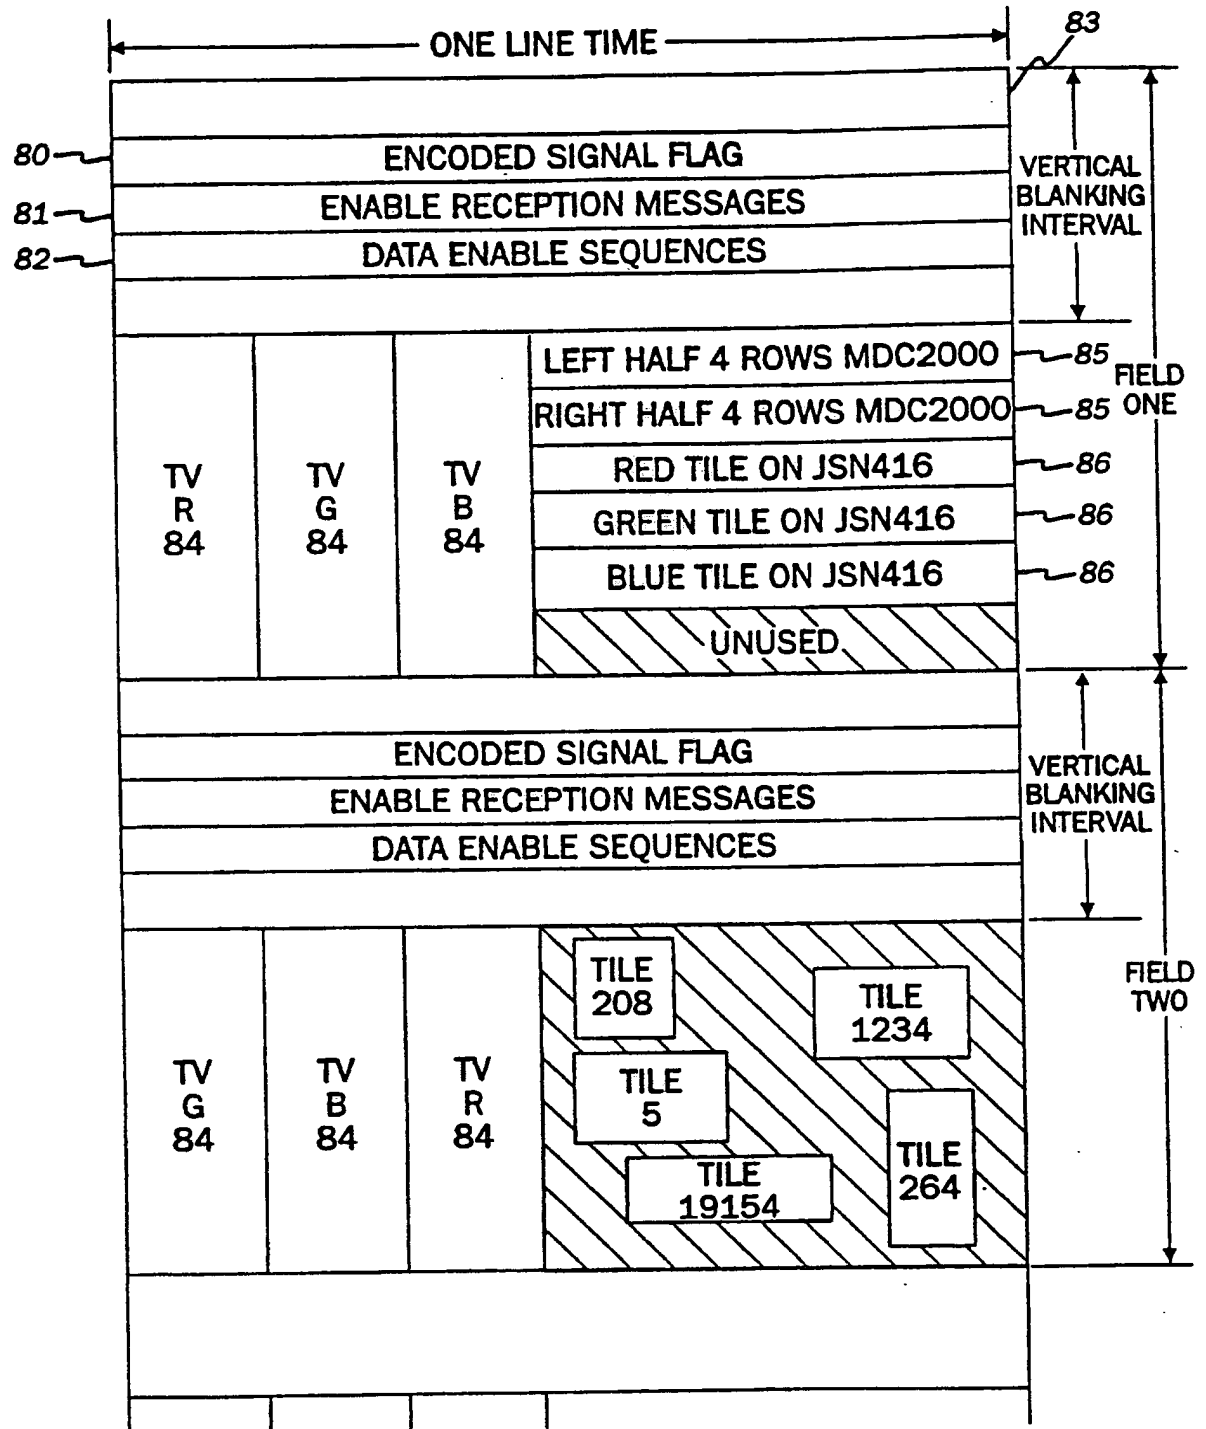 ONE LINE TIME
83
80
ENCODED SIGNAL FLAG
81
ENABLE RECEPTION MESSAGES
82
DATA ENABLE SEQUENCES
VERTICAL
BLANKING
INTERVAL
LEFT HALF 4 ROWS MDC2000
85
RIGHT HALF 4 ROWS MDC2000
85
FIELD
ONE
TV
R
84
TV
G
84
TV
B
84
RED TILE ON JSN416
86
GREEN TILE ON JSN416
86
BLUE TILE ON JSN416
86
UNUSED
ENCODED SIGNAL FLAG
ENABLE RECEPTION MESSAGES
DATA ENABLE SEQUENCES
VERTICAL
BLANKING
INTERVAL
TV
G
84
TV
B
84
TV
R
84
TILE
208
TILE
1234
TILE
5
TILE
264
TILE
19154
FIELD
TWO